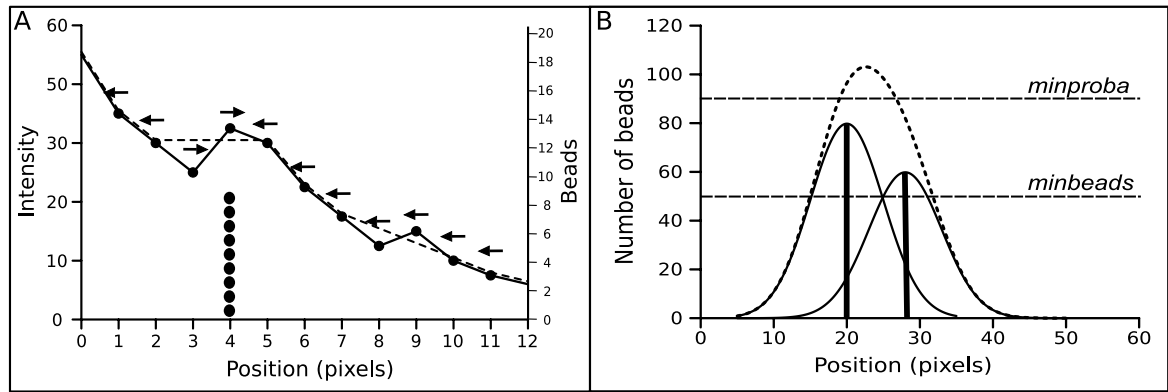 A
60
50
40
30
20
10
0
Intensity
20
18
16
14
12
10
8
6
4
2
0
Beads
0 1 2 3 4 5 6 7 8 9 10 11 12
Position (pixels)
B
120
100
80
60
40
20
0
Number of beads
minproba
minbeads
0 10 20 30 40 50 60
Position (pixels)